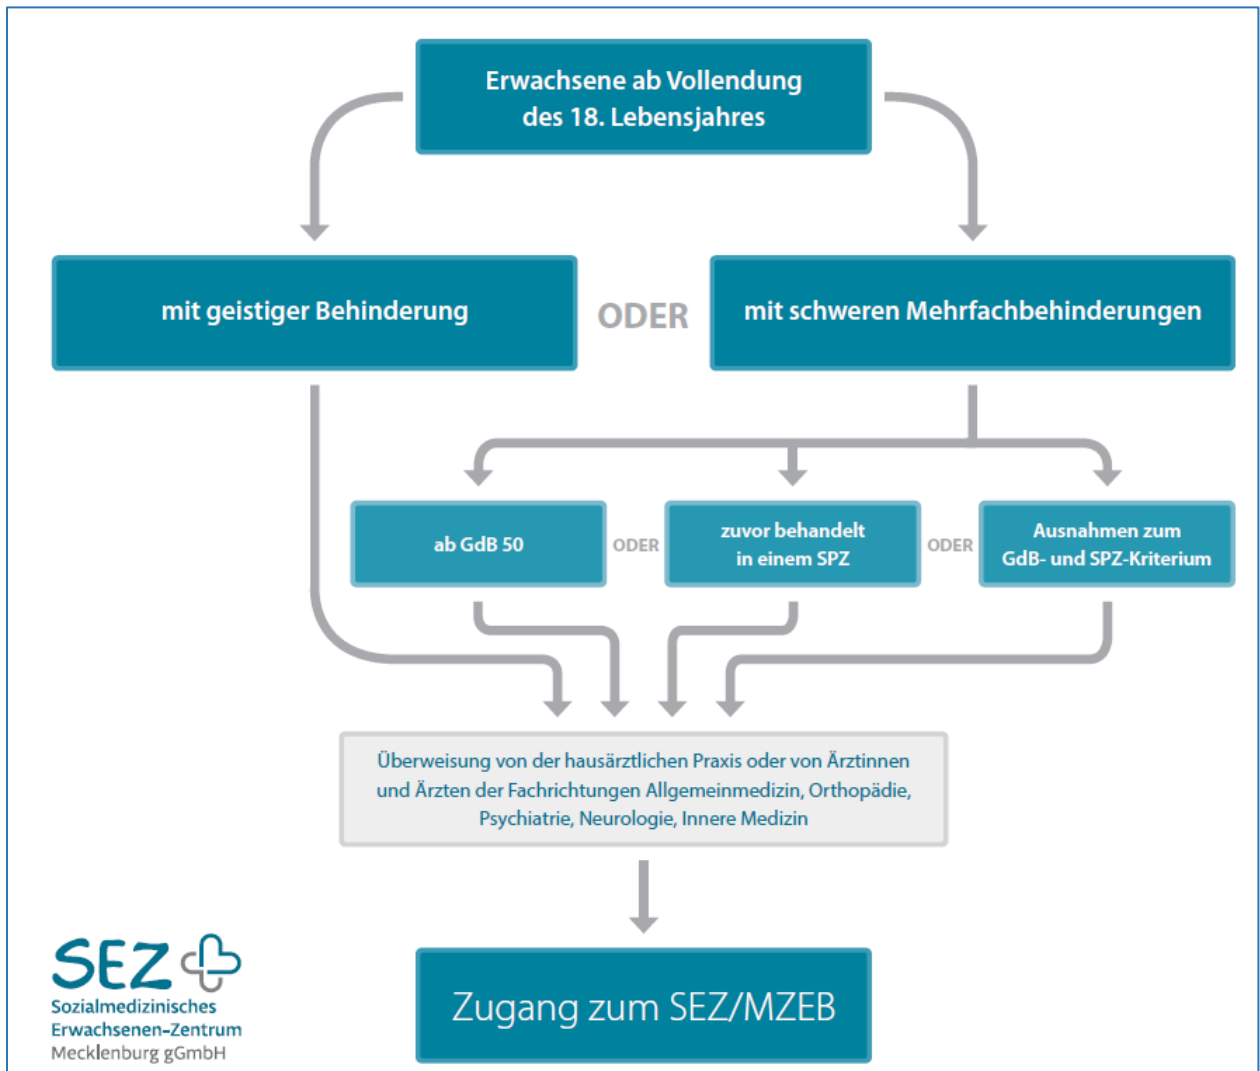 Erwachsene ab Vollendung
des 18. Lebensjahres
mit geistiger Behinderung
ODER
mit schweren Mehrfachbehinderungen
ab GdB 50
ODER
zuvor behandelt
in einem SPZ
ODER
Ausnahmen zum
GdB- und SPZ-Kriterium
Überweisung von der hausärztlichen Praxis oder von Ärztinnen
und Ärzten der Fachrichtungen Allgemeinmedizin, Orthopädie,
Psychiatrie, Neurologie, Innere Medizin
Zugang zum SEZ/MZEB
SEZ
Sozialmedizinisches
Erwachsenen-Zentrum
Mecklenburg gGmbH